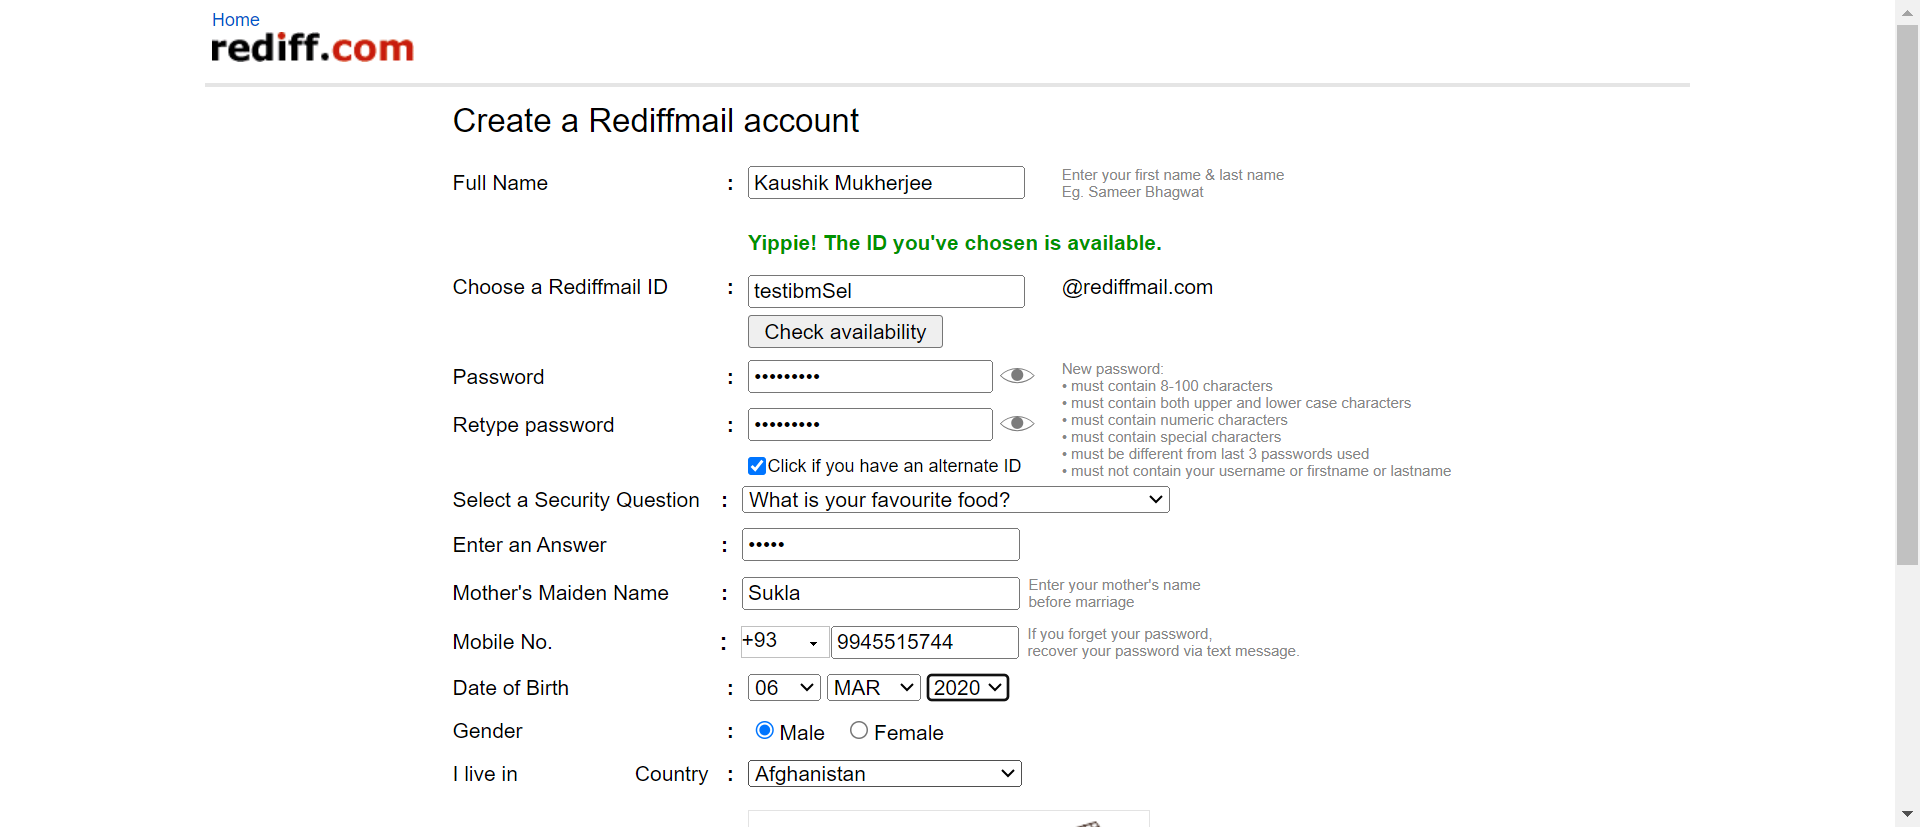 Home
rediff.com
Create a Rediffmail account
Full Name : Kaushik Mukherjee
Enter your first name & last name
Eg. Sameer Bhagwat
Yippie! The ID you've chosen is available.
Choose a Rediffmail ID : testibmSel @rediffmail.com
Check availability
Password : •••••••••
Retype password : •••••••••
New password:
• must contain 8-100 characters
• must contain both upper and lower case characters
• must contain numeric characters
• must contain special characters
• must be different from last 3 passwords used
• must not contain your username or firstname or lastname
Click if you have an alternate ID
Select a Security Question : What is your favourite food?
Enter an Answer : •••••
Mother's Maiden Name : Sukla
Enter your mother's name
before marriage
Mobile No. : +93 9945515744
If you forget your password,
recover your password via text message.
Date of Birth : 06 MAR 2020
Gender : Male Female
I live in Country : Afghanistan